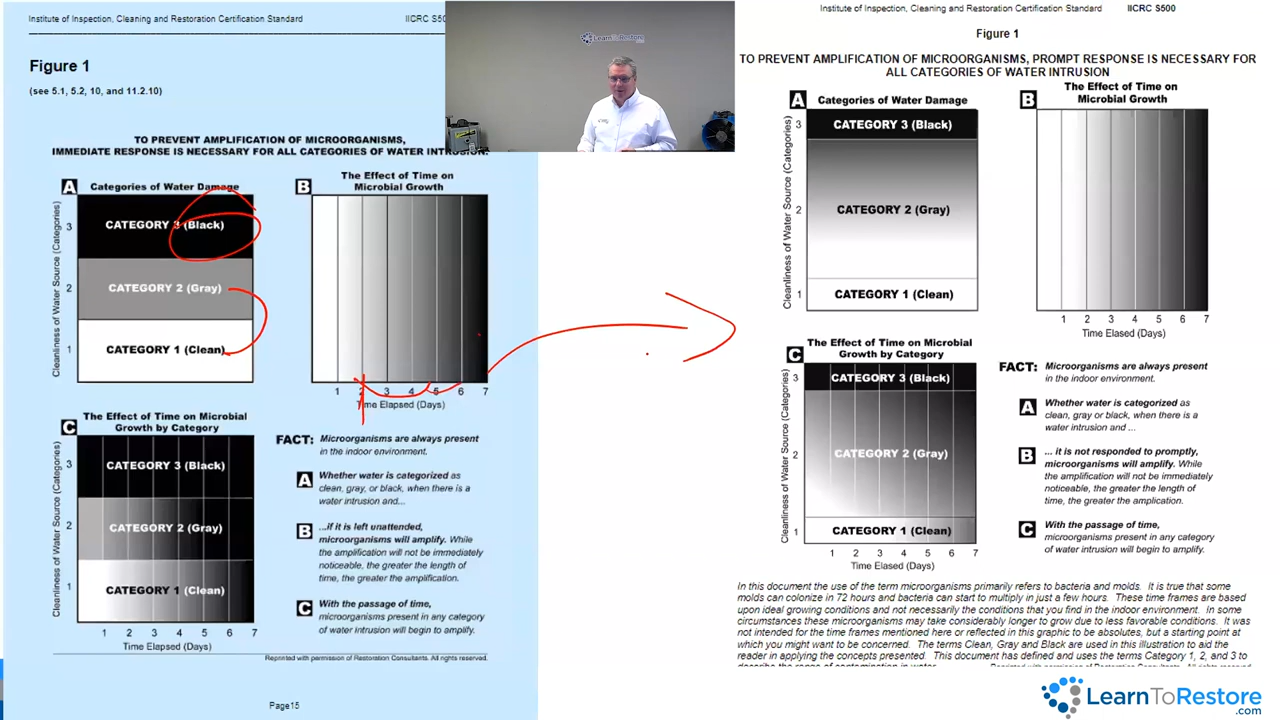 Institute of Inspection, Cleaning and Restoration Certification Standard
IICRC S500
Figure 1
(see 5.1, 5.2, 10, and 11.2.10)
TO PREVENT AMPLIFICATION OF MICROORGANISMS,
IMMEDIATE RESPONSE IS NECESSARY FOR ALL CATEGORIES OF WATER INTRUSION.
A Categories of Water Damage
Cleanliness of Water Source (Categories)
3
CATEGORY 3 (Black)
2
CATEGORY 2 (Gray)
1
CATEGORY 1 (Clean)
B The Effect of Time on
Microbial Growth
1 2 3 4 5 6 7
Time Elapsed (Days)
C The Effect of Time on Microbial
Growth by Category
Cleanliness of Water Source (Categories)
3
CATEGORY 3 (Black)
2
CATEGORY 2 (Gray)
1
CATEGORY 1 (Clean)
1 2 3 4 5 6 7
Time Elapsed (Days)
FACT: Microorganisms are always present
in the indoor environment.
A Whether water is categorized as
clean, gray, or black, when there is a
water intrusion and...
B ...if it is left unattended,
microorganisms will amplify. While
the amplification will not be immediately
noticeable, the greater the length of
time, the greater the amplification.
C With the passage of time,
microorganisms present in any category
of water intrusion will begin to amplify.
Reprinted with permission of Restoration Consultants. All rights reserved.
Page15
LearnToRestore
Institute of Inspection, Cleaning and Restoration Certification Standard
IICRC S500
Figure 1
TO PREVENT AMPLIFICATION OF MICROORGANISMS, PROMPT RESPONSE IS NECESSARY FOR
ALL CATEGORIES OF WATER INTRUSION
A Categories of Water Damage
Cleanliness of Water Source (Categories)
3
CATEGORY 3 (Black)
2
CATEGORY 2 (Gray)
1
CATEGORY 1 (Clean)
B The Effect of Time on
Microbial Growth
1 2 3 4 5 6 7
Time Elased (Days)
C The Effect of Time on Microbial
Growth by Category
Cleanliness of Water Source (Categories)
3
CATEGORY 3 (Black)
2
CATEGORY 2 (Gray)
1
CATEGORY 1 (Clean)
1 2 3 4 5 6 7
Time Elased (Days)
FACT: Microorganisms are always present
in the indoor environment.
A Whether water is categorized as
clean, gray or black, when there is a
water intrusion and ...
B ... it is not responded to promptly,
microorganisms will amplify. While
the amplification will not be immediately
noticeable, the greater the length of
time, the greater the amplication.
C With the passage of time,
microorganisms present in any category
of water intrusion will begin to amplify.
In this document the use of the term microorganisms primarily refers to bacteria and molds. It is true that some
molds can colonize in 72 hours and bacteria can start to multiply in just a few hours. These time frames are based
upon ideal growing conditions and not necessarily the conditions that you find in the indoor environment. In some
circumstances these microorganisms may take considerably longer to grow due to less favorable conditions. It was
not intended for the time frames mentioned here or reflected in this graphic to be absolutes, but a starting point at
which you might want to be concerned. The terms Clean, Gray and Black are used in this illustration to aid the
reader in applying the concepts presented. This document has defined and uses the terms Category 1, 2, and 3 to
LearnToRestore
.com